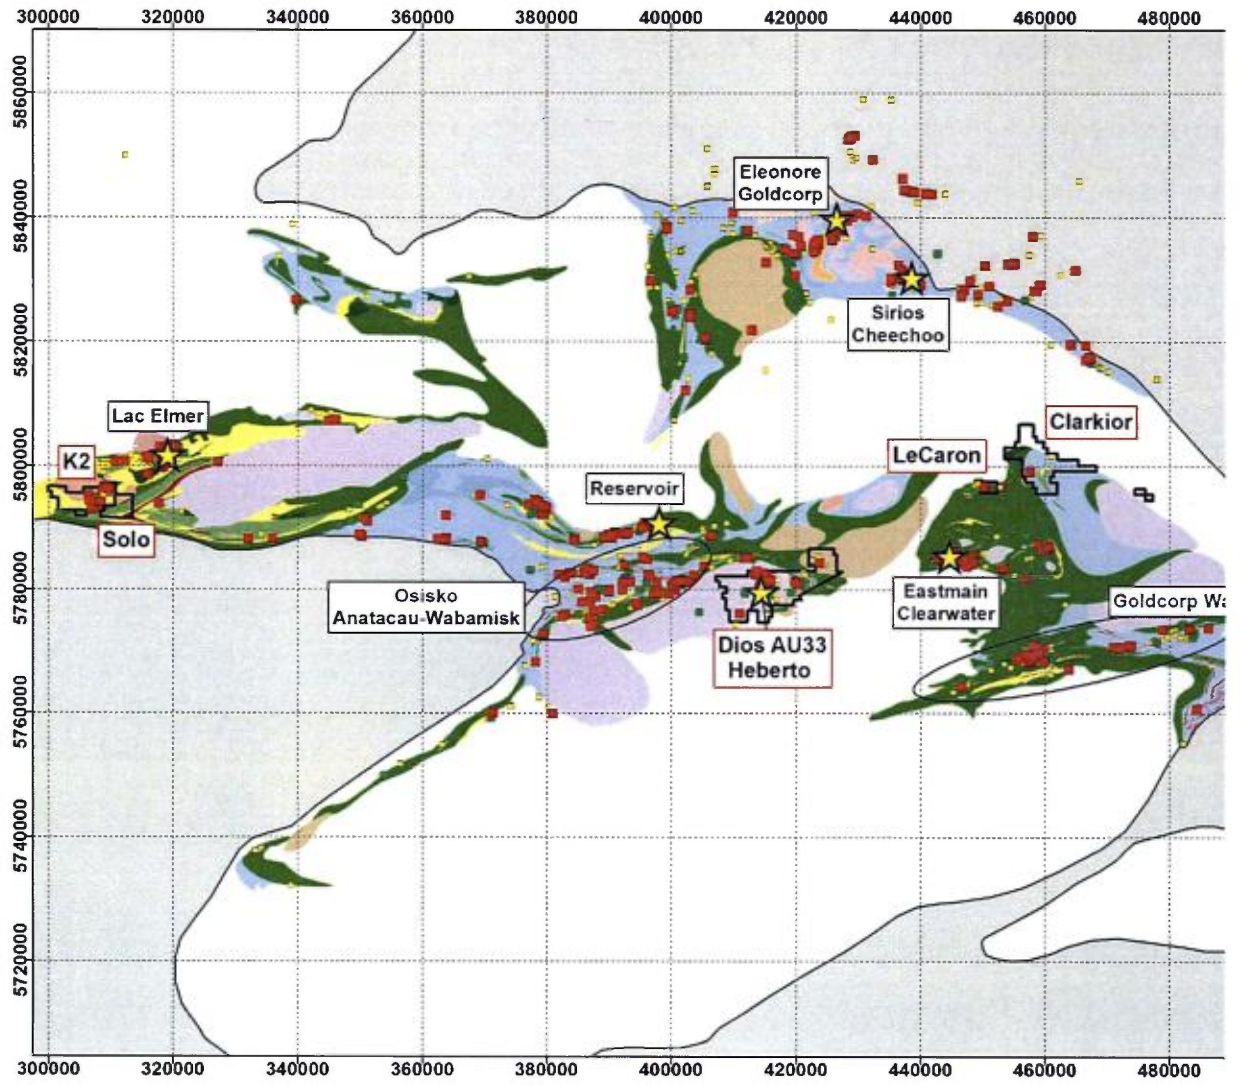 300000 320000 340000 360000 380000 400000 420000 440000 460000 480000
5860000
Eleonore
Goldcorp
5840000
Sirios
Cheechoo
5820000
Lac Elmer
Clarkior
K2
LeCaron
5800000
Reservoir
Solo
5780000
Osisko
Anatacau-Wabamisk
Eastmain
Clearwater
Goldcorp Wa
Dios AU33
Heberto
5760000
5740000
5720000
300000 320000 340000 360000 380000 400000 420000 440000 460000 480000